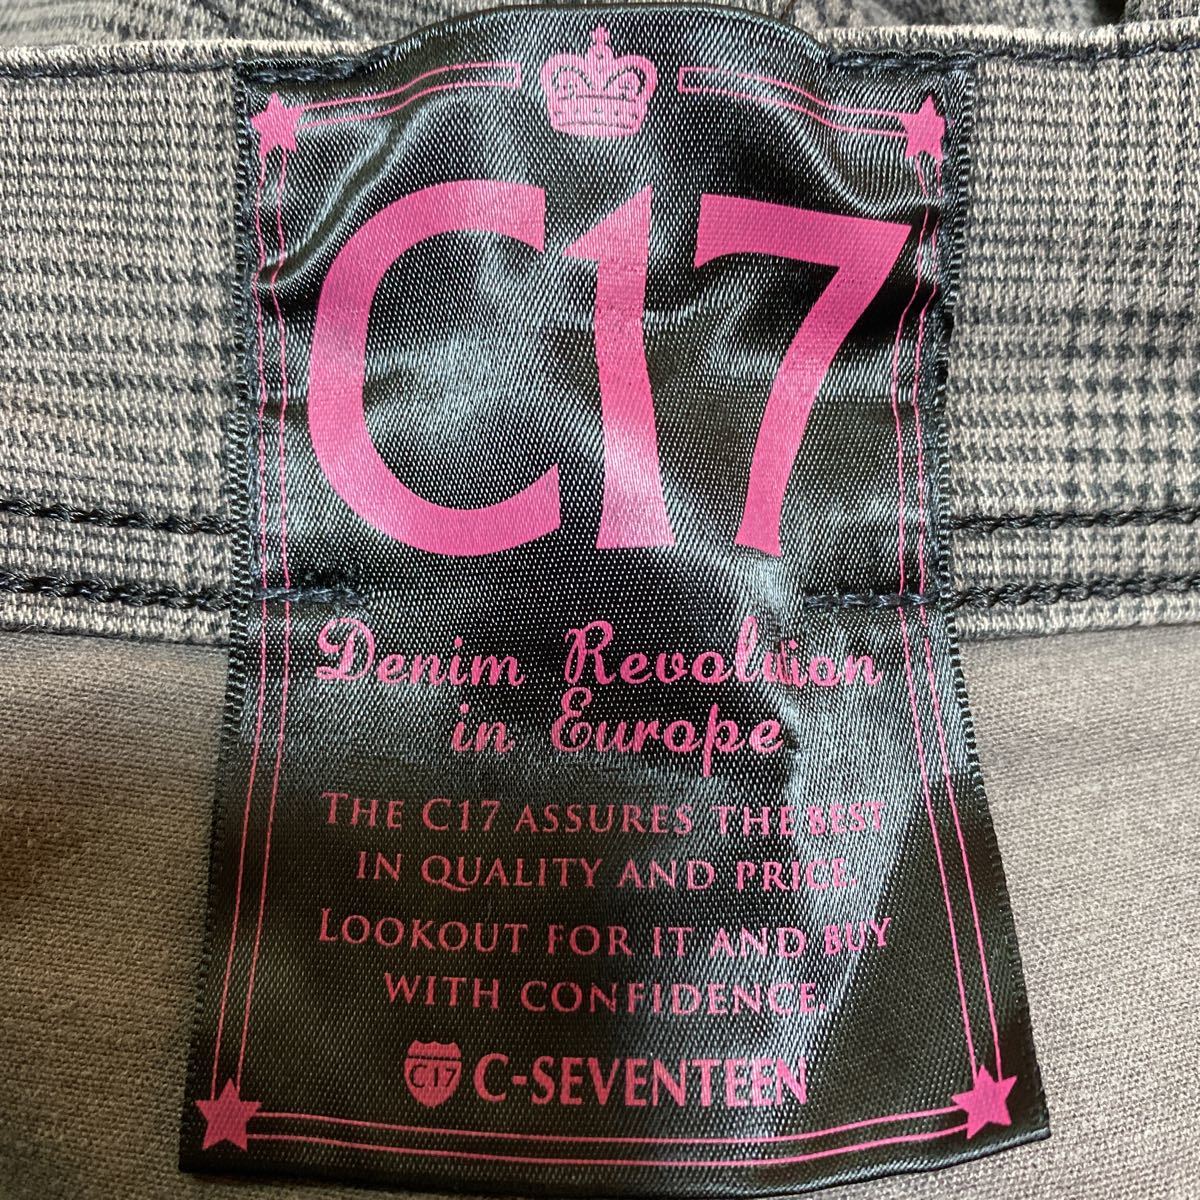 C17
Denim Revolution
in Europe
THE C17 ASSURES THE BEST
IN QUALITY AND PRICE.
LOOKOUT FOR IT AND BUY
WITH CONFIDENCE.
C17 C-SEVENTEEN